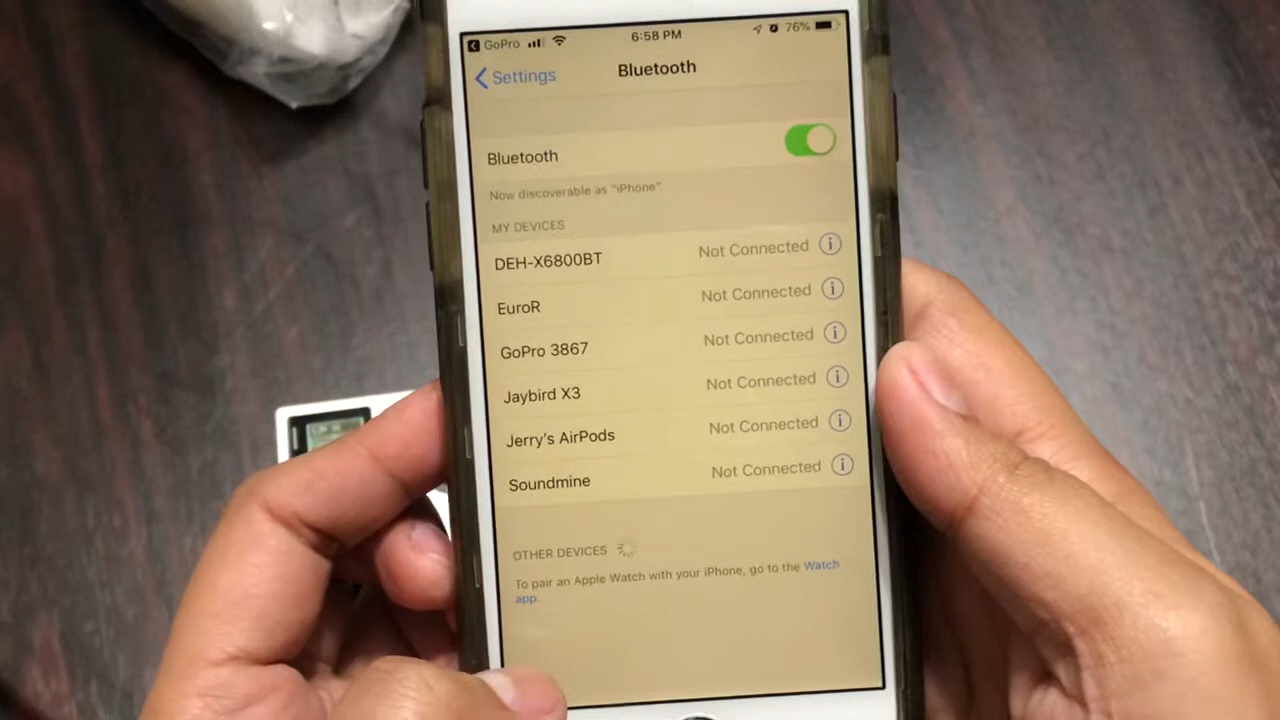 GoPro 6:58 PM 76%
Settings Bluetooth
Bluetooth
Now discoverable as "iPhone".
MY DEVICES
DEH-X6800BT Not Connected
EuroR Not Connected
GoPro 3867 Not Connected
Jaybird X3 Not Connected
Jerry's AirPods Not Connected
Soundmine Not Connected
OTHER DEVICES
To pair an Apple Watch with your iPhone, go to the Watch
app.